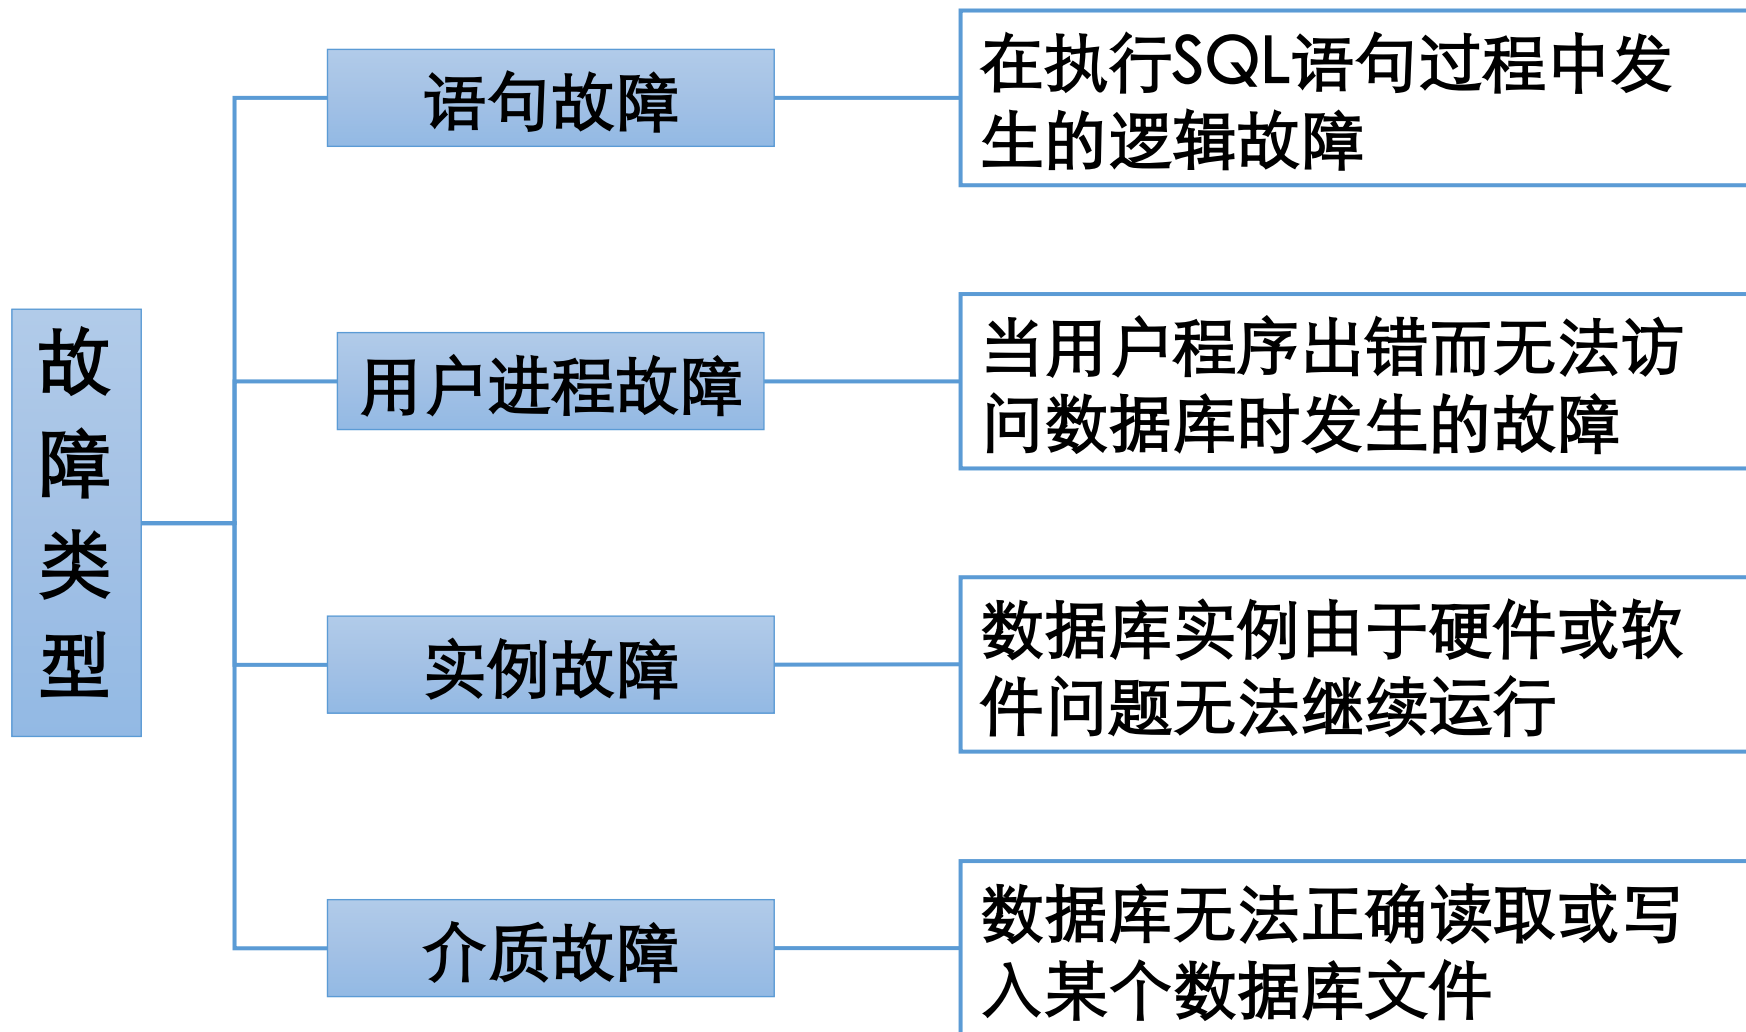 故
障
类
型
语句故障
在执行SQL语句过程中发
生的逻辑故障
用户进程故障
当用户程序出错而无法访
问数据库时发生的故障
实例故障
数据库实例由于硬件或软
件问题无法继续运行
介质故障
数据库无法正确读取或写
入某个数据库文件